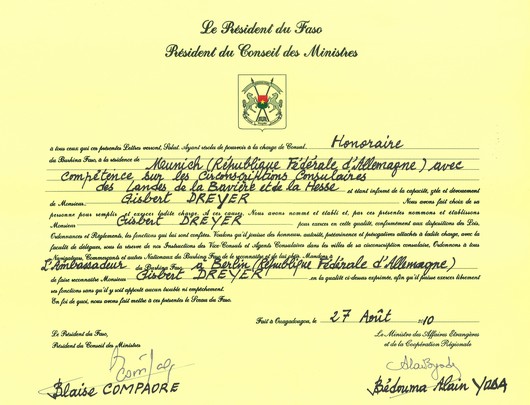 Le Président du Faso
Président du Conseil des Ministres
à tous ceux qui ces présentes Lettres verront, Salut. Ayant résolu de pourvoir à la charge de Consul Honoraire
du Burkina Faso, à la résidence de Meunich (République Fédérale d'Allemagne) avec
compétence sur les Circonscriptions Consulaires
des Landes de la Bavière et de la Hesse et étant informé de la capacité, zèle et dévouement
de Monsieur Gisbert DREYER Nous avons fait choix de sa
personne pour remplir et exercer ladite charge. A ces causes, Nous avons nommé et établi et, par ces présentes nommons et établissons
Monsieur Gisbert DREYER pour en exercer en cette qualité, conformément aux dispositions de Lois,
Ordonnances et Règlements, les fonctions qui lui sont confiées. Voulons qu'il jouisse des honneurs, autorité, prééminences et prérogatives attachés à ladite charge, avec la
faculté de déléguer, sous la réserve de nos Instructions des Vice Consuls et Agents Consulaires dans les villes de sa circonscription consulaire, Ordonnons à tous
Navigateurs, Commerçants et autres Nationaux du Burkina Faso de le reconnaître et de lui obéir. Mandons à
L'Ambassadeur du Burkina Faso à Berlin (République Fédérale d'Allemagne)
de faire reconnaître Monsieur Gisbert DREYER en la qualité ci-dessus exprimée, afin qu'il puisse exercer librement
ses fonctions sans qu'il y soit apporté aucun trouble ni empêchement.
En foi de quoi, nous avons fait mettre à ces présentes le Sceau du Faso.
Fait à Ouagadougou, le 27 Août 10
Le Président du Faso,
Président du Conseil des Ministres
Le Ministre des Affaires Etrangères
et de la Coopération Régionale
Blaise COMPAORE
Bédouma Alain YODA